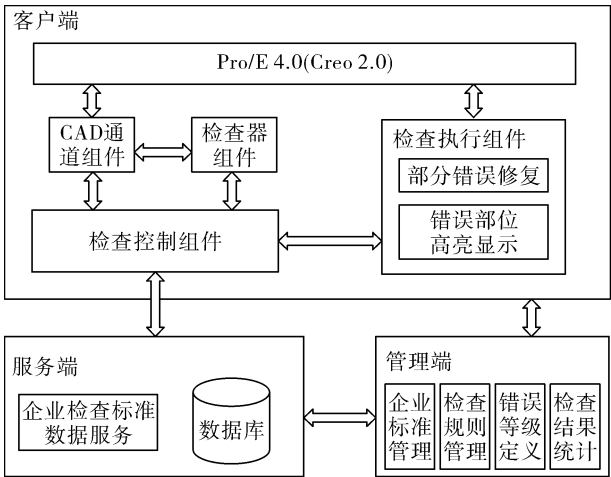 客户端
Pro/E 4.0(Creo 2.0)
CAD通
道组件
检查器
组件
检查执行组件
部分错误修复
错误部位
高亮显示
检查控制组件
服务端
企业检查标准
数据服务
数据库
管理端
企业
标准
管理
检查
规则
管理
错误
等级
定义
检查
结果
统计